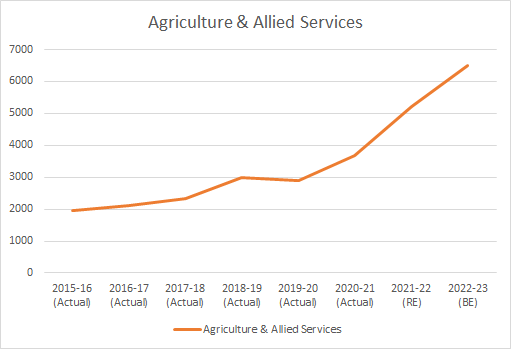 Agriculture & Allied Services
7000
6000
5000
4000
3000
2000
1000
0
2015-16 2016-17 2017-18 2018-19 2019-20 2020-21 2021-22 2022-23
(Actual) (Actual) (Actual) (Actual) (Actual) (Actual) (RE) (BE)
Agriculture & Allied Services